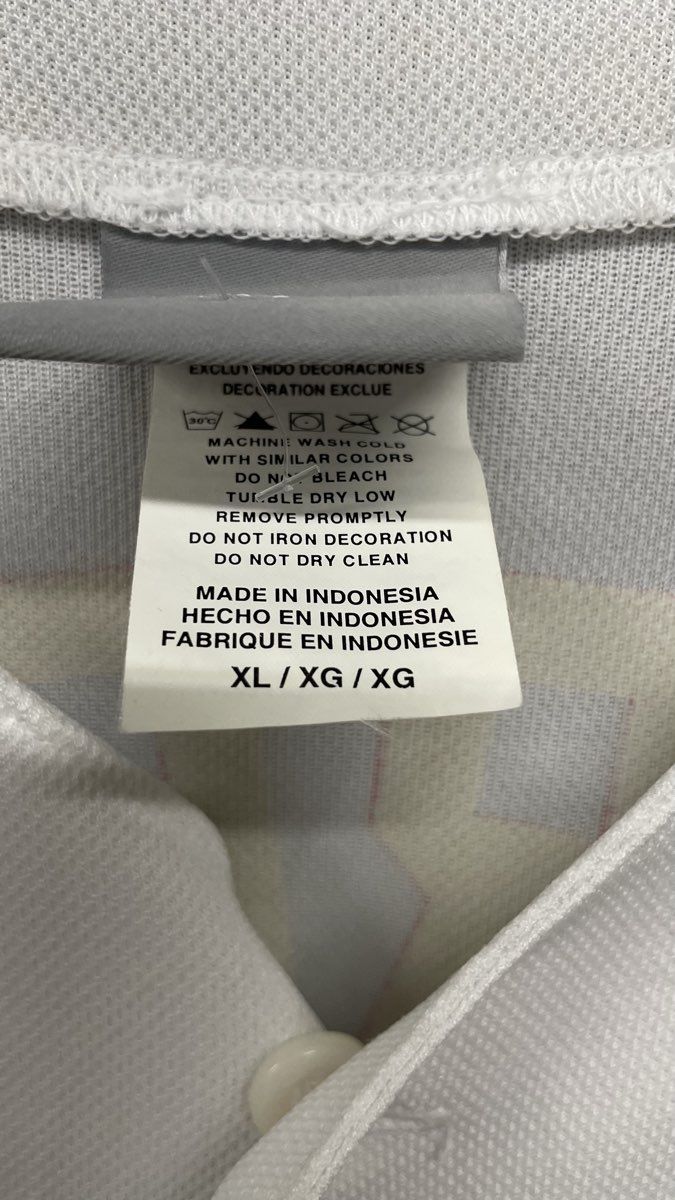 EXCLUYENDO DECORACIONES
DECORATION EXCLUE
30°C
MACHINE WASH COLD
WITH SIMILAR COLORS
DO NOT BLEACH
TUMBLE DRY LOW
REMOVE PROMPTLY
DO NOT IRON DECORATION
DO NOT DRY CLEAN
MADE IN INDONESIA
HECHO EN INDONESIA
FABRIQUE EN INDONESIE
XL / XG / XG